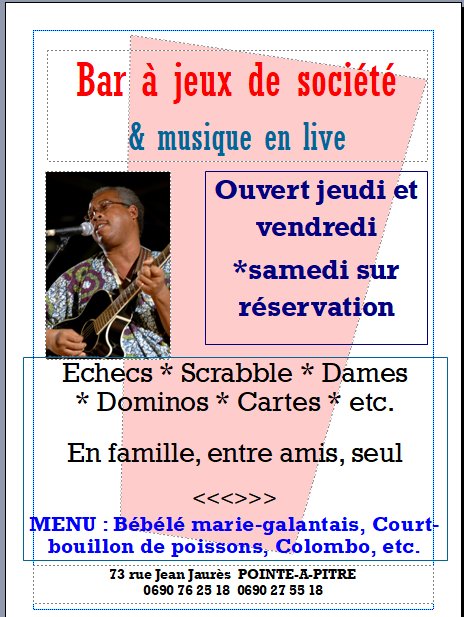 Bar à jeux de société
& musique en live
Ouvert jeudi et
vendredi
*samedi sur
réservation
Echecs * Scrabble * Dames
* Dominos * Cartes * etc.
En famille, entre amis, seul
<<<>>>
MENU : Bébélé marie-galantais, Court-
bouillon de poissons, Colombo, etc.
73 rue Jean Jaurès POINTE-A-PITRE
0690 76 25 18 0690 27 55 18